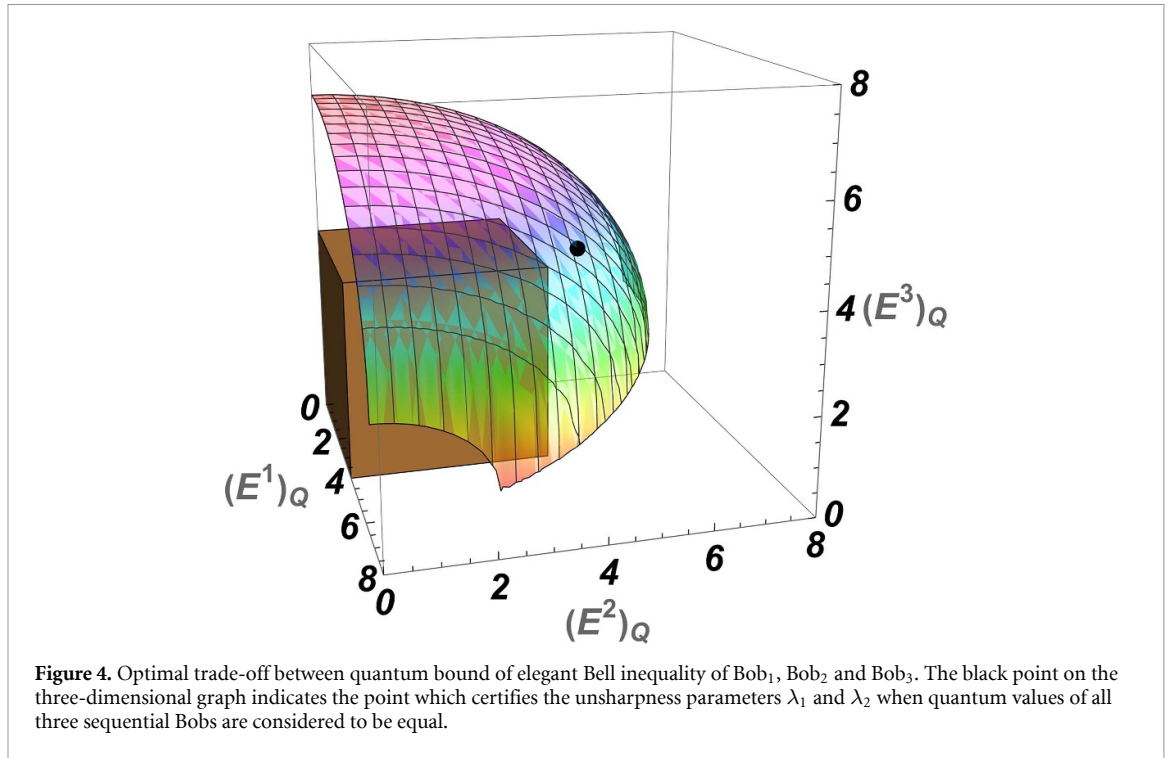 8
6
4 (E³)Q
2
0
0
2
4
6
8
(E¹)Q
0
2
4
6
8
(E²)Q
Figure 4. Optimal trade-off between quantum bound of elegant Bell inequality of Bob₁, Bob₂ and Bob₃. The black point on the
three-dimensional graph indicates the point which certifies the unsharpness parameters λ₁ and λ₂ when quantum values of all
three sequential Bobs are considered to be equal.